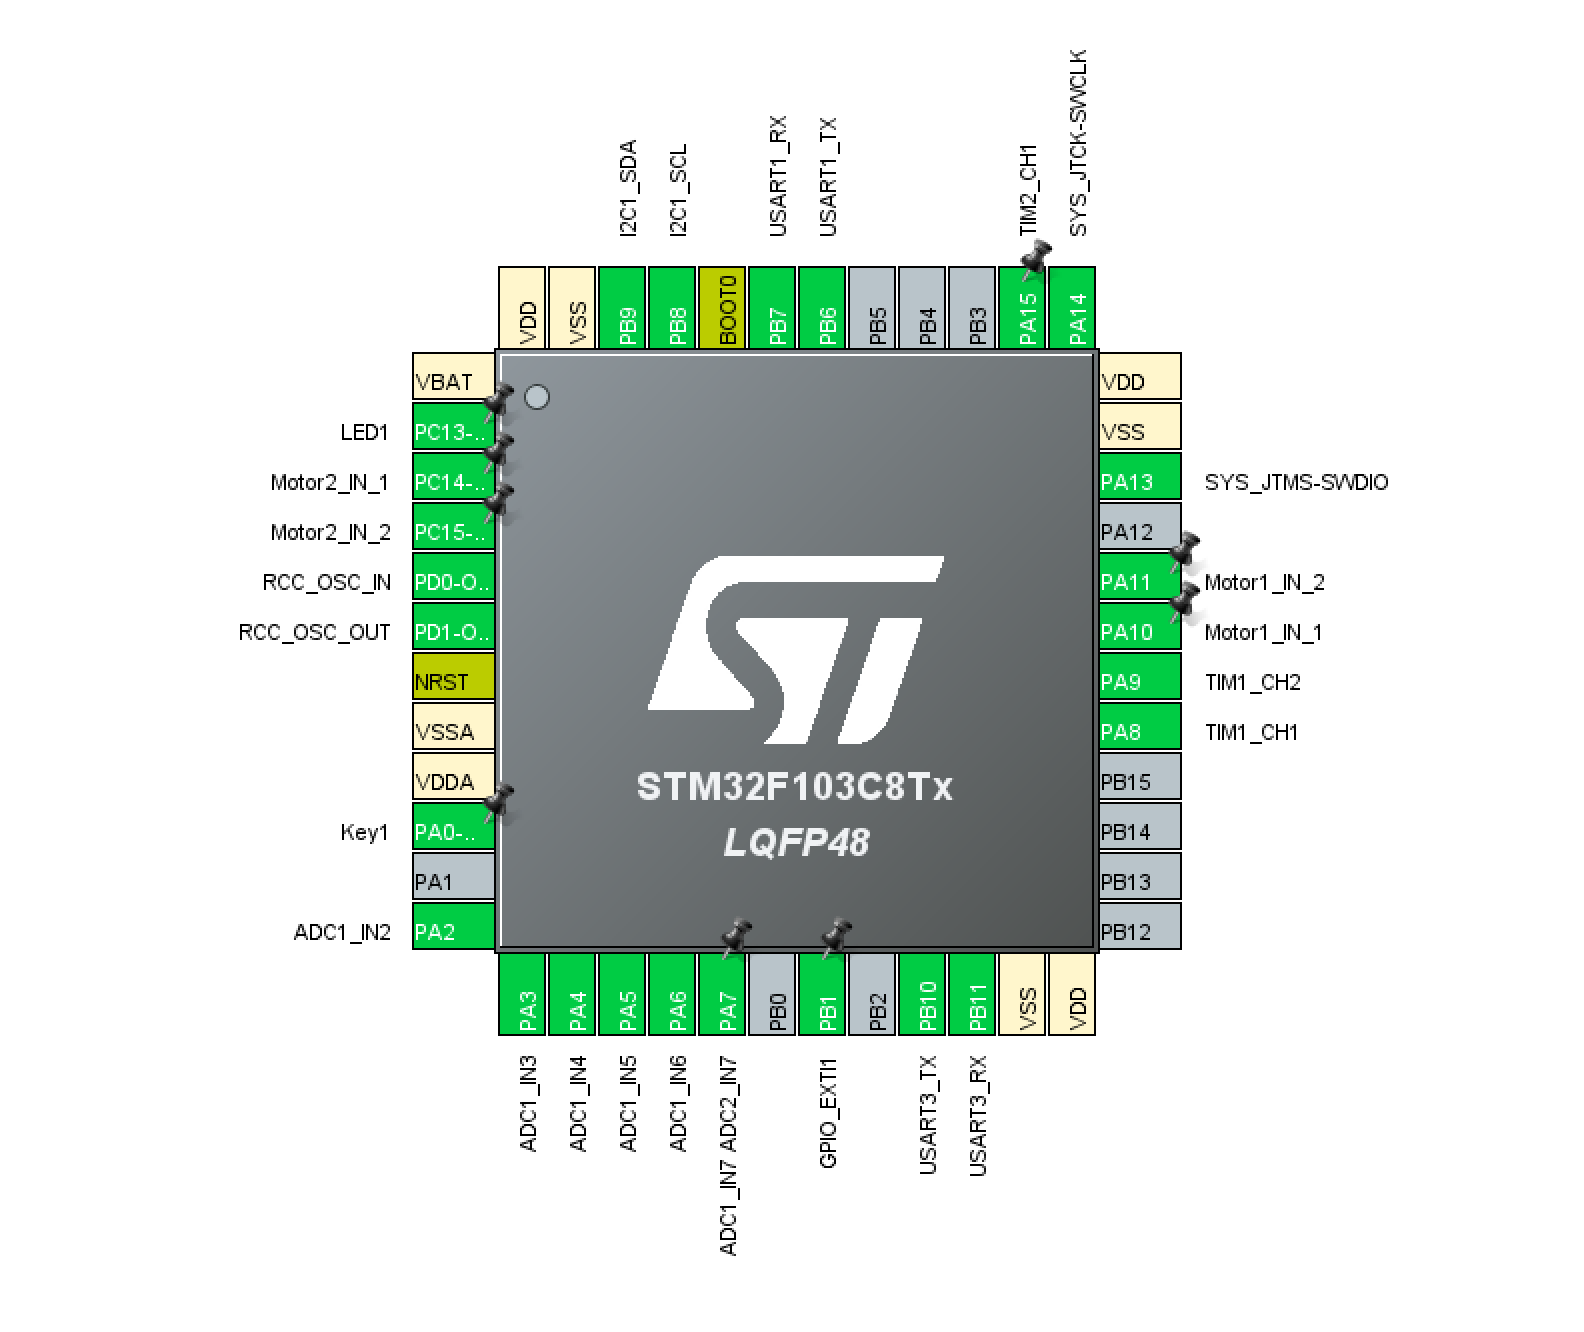 I2C1_SDA
I2C1_SCL
USART1_RX
USART1_TX
TIM2_CH1
SYS_JTCK-SWCLK
VDD
VSS
PB9
PB8
BOOT0
PB7
PB6
PB5
PB4
PB3
PA15
PA14
VBAT
LED1 PC13-..
Motor2_IN_1 PC14-..
Motor2_IN_2 PC15-..
RCC_OSC_IN PD0-O..
RCC_OSC_OUT PD1-O..
NRST
VSSA
VDDA
Key1 PA0-..
PA1
ADC1_IN2 PA2
VDD
VSS
PA13 SYS_JTMS-SWDIO
PA12
PA11 Motor1_IN_2
PA10 Motor1_IN_1
PA9 TIM1_CH2
PA8 TIM1_CH1
PB15
PB14
PB13
PB12
ST
STM32F103C8Tx
LQFP48
PA3
PA4
PA5
PA6
PA7
PB0
PB1
PB2
PB10
PB11
VSS
VDD
ADC1_IN3
ADC1_IN4
ADC1_IN5
ADC1_IN6
ADC1_IN7 ADC2_IN7
GPIO_EXTI1
USART3_TX
USART3_RX